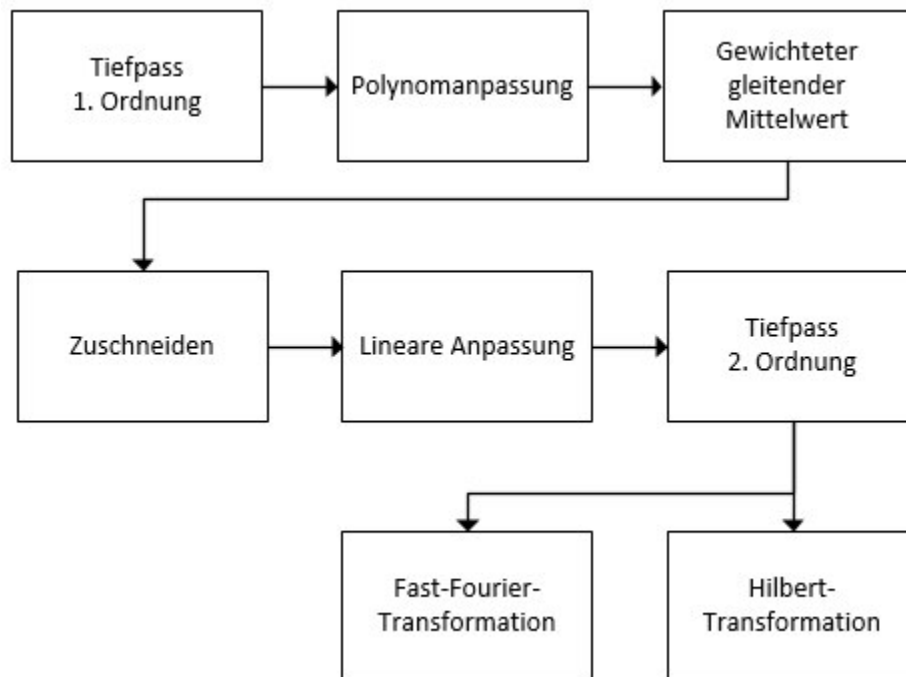 Tiefpass
1. Ordnung
Polynomanpassung
Gewichteter
gleitender
Mittelwert
Zuschneiden
Lineare Anpassung
Tiefpass
2. Ordnung
Fast-Fourier-
Transformation
Hilbert-
Transformation